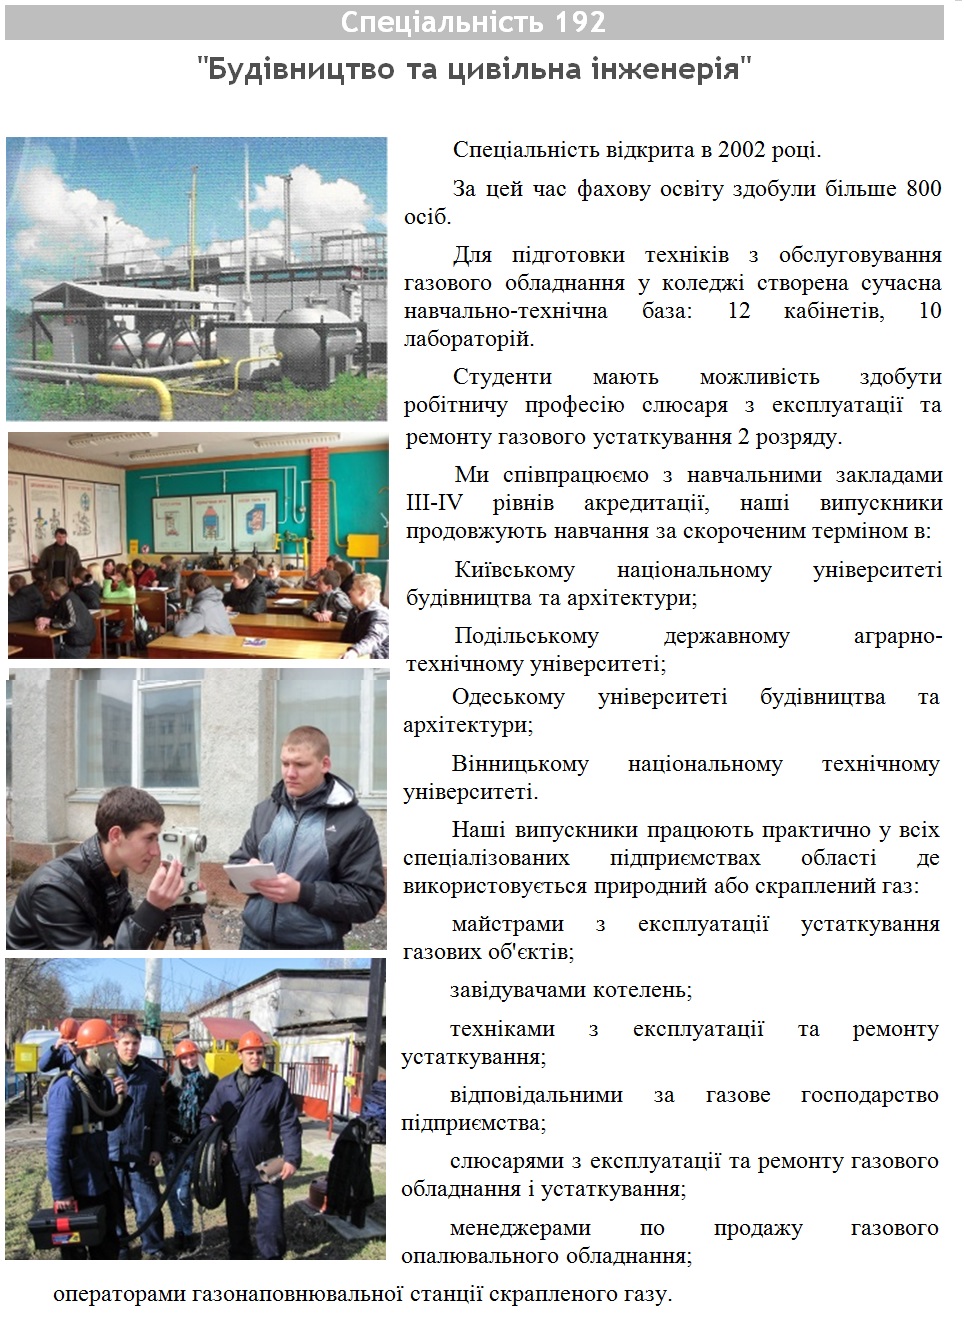 Спеціальність 192
"Будівництво та цивільна інженерія"
Спеціальність відкрита в 2002 році.
За цей час фахову освіту здобули більше 800
осіб.
Для підготовки техніків з обслуговування
газового обладнання у коледжі створена сучасна
навчально-технічна база: 12 кабінетів, 10
лабораторій.
Студенти мають можливість здобути
робітничу професію слюсаря з експлуатації та
ремонту газового устаткування 2 розряду.
Ми співпрацюємо з навчальними закладами
III-IV рівнів акредитації, наші випускники
продовжують навчання за скороченим терміном в:
Київському національному університеті
будівництва та архітектури;
Подільському державному аграрно-
технічному університеті;
Одеському університеті будівництва та
архітектури;
Вінницькому національному технічному
університеті.
Наші випускники працюють практично у всіх
спеціалізованих підприємствах області де
використовується природний або скраплений газ:
майстрами з експлуатації устаткування
газових об'єктів;
завідувачами котелень;
техніками з експлуатації та ремонту
устаткування;
відповідальними за газове господарство
підприємства;
слюсарями з експлуатації та ремонту газового
обладнання і устаткування;
менеджерами по продажу газового
опалювального обладнання;
операторами газонаповнювальної станції скрапленого газу.